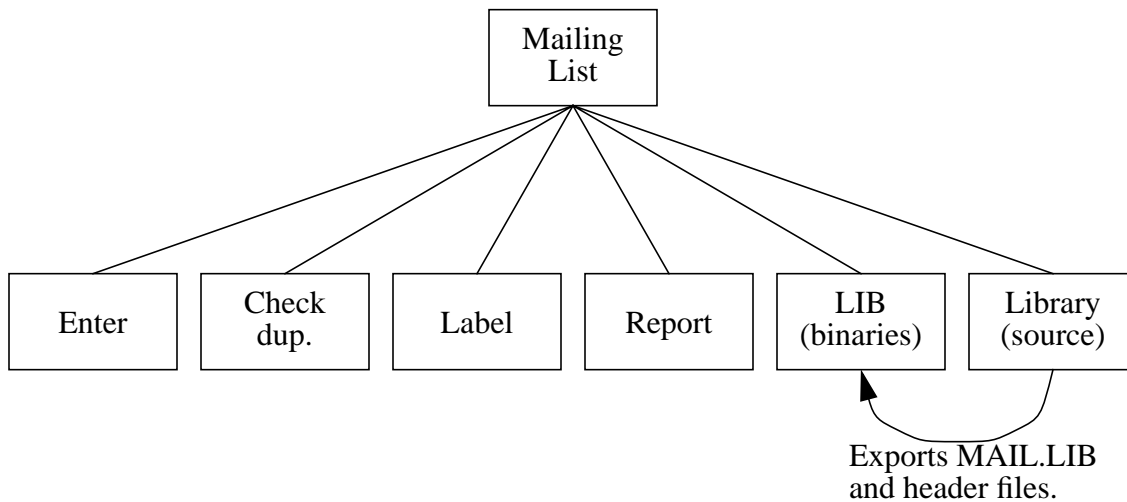 Mailing
List
Enter
Check
dup.
Label
Report
LIB
(binaries)
Library
(source)
Exports MAIL.LIB
and header files.